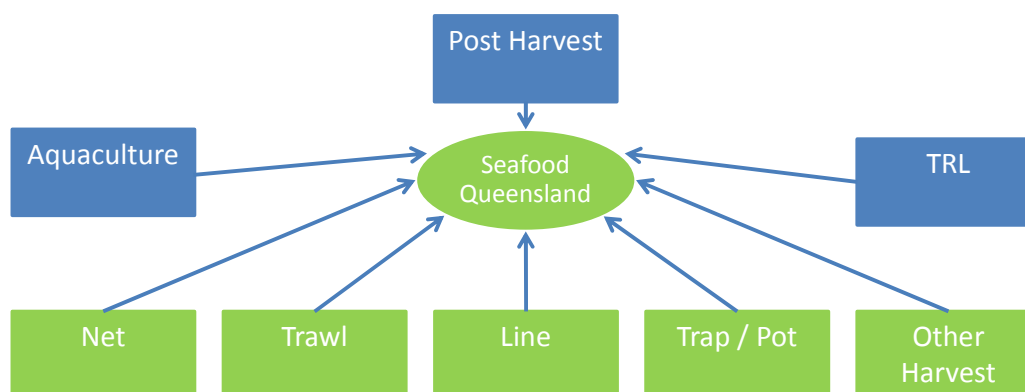 Post Harvest
Aquaculture
Seafood
Queensland
TRL
Net
Trawl
Line
Trap / Pot
Other
Harvest